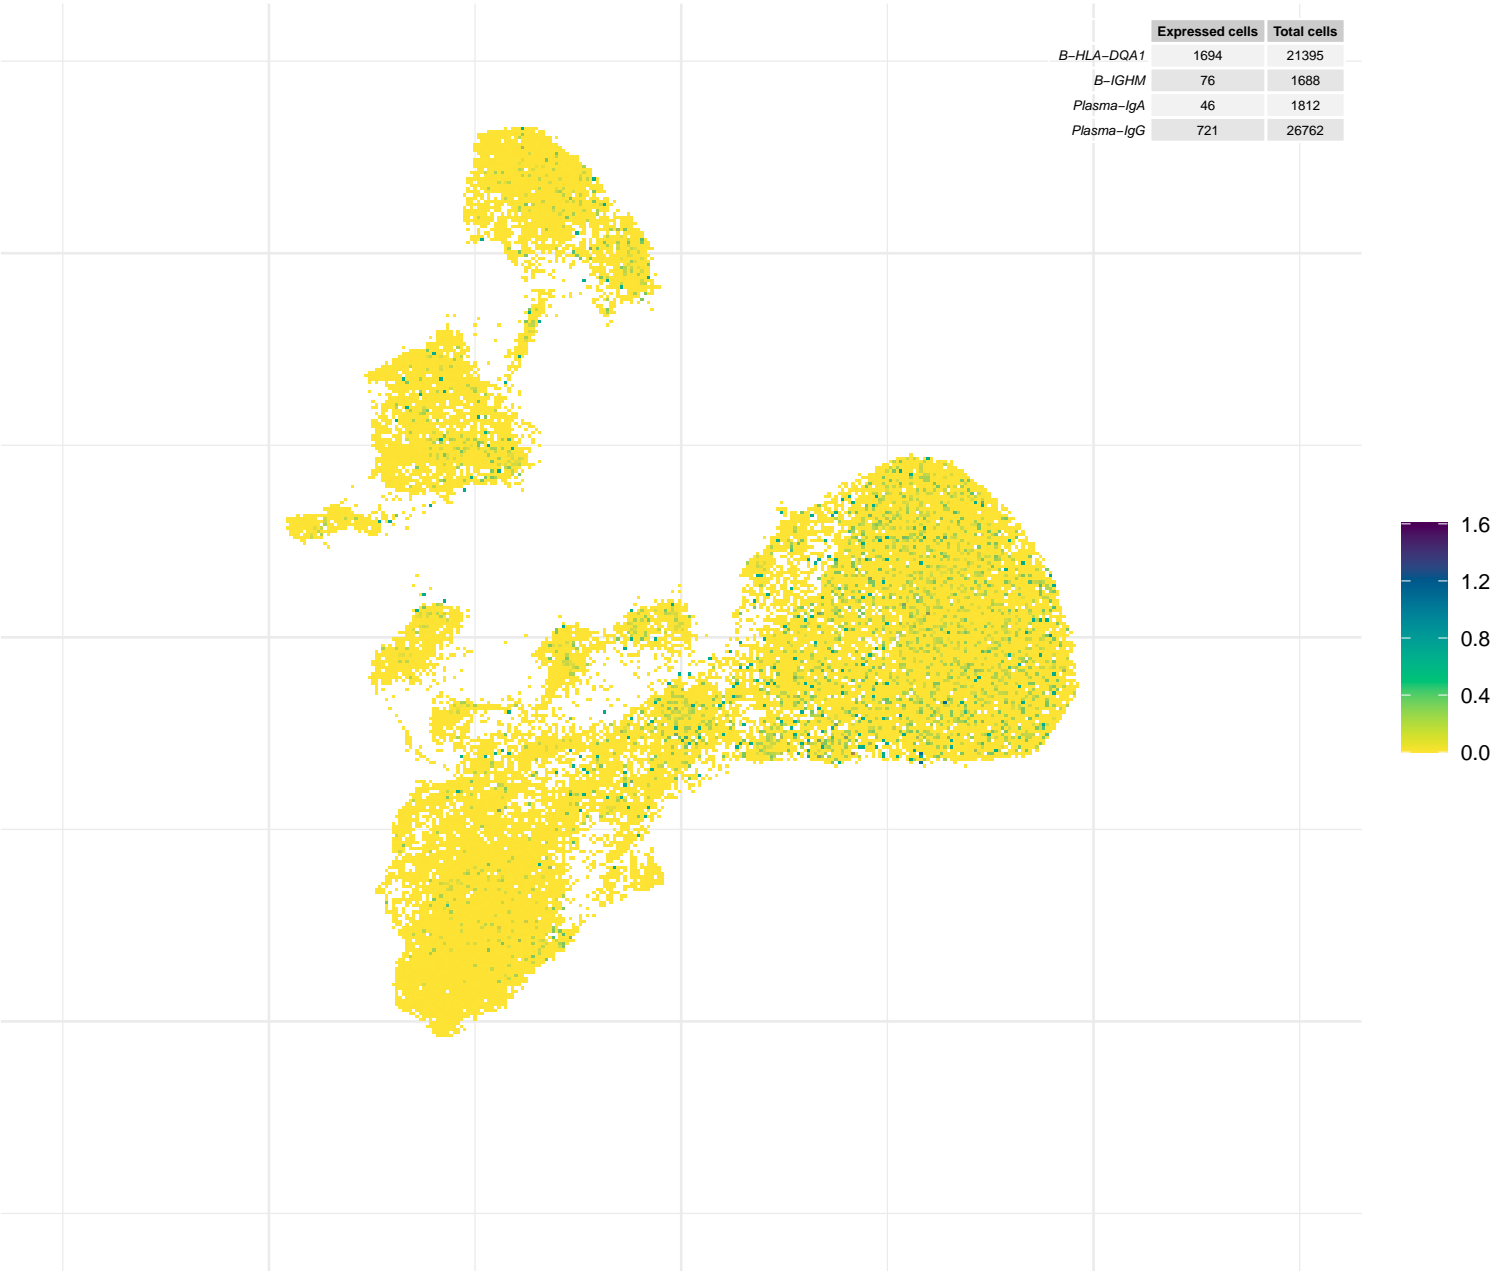 Expressed cells Total cells
B−HLA−DQA1 1694 21395
B−IGHM 76 1688
Plasma−IgA 46 1812
Plasma−IgG 721 26762
1.6
1.2
0.8
0.4
0.0